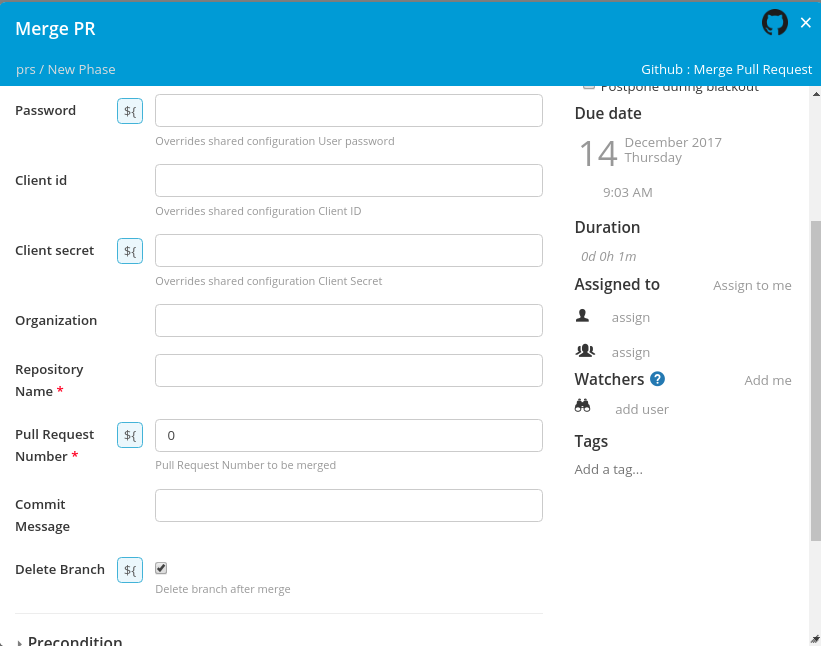 Merge PR
prs / New Phase
Github : Merge Pull Request
Password
${
Overrides shared configuration User password
Client id
Overrides shared configuration Client ID
Client secret
${
Overrides shared configuration Client Secret
Organization
Repository
Name *
Pull Request
Number *
${
0
Pull Request Number to be merged
Commit
Message
Delete Branch
${
Delete branch after merge
Precondition
Postpone during blackout
Due date
14
December 2017
Thursday
9:03 AM
Duration
0d 0h 1m
Assigned to
Assign to me
assign
assign
Watchers ?
Add me
add user
Tags
Add a tag...